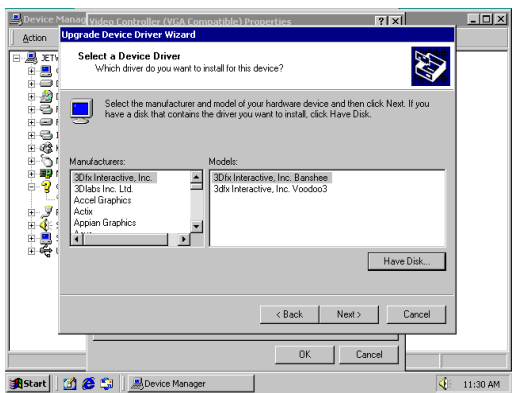 Device Manag
Video Controller (VGA Compatible) Properties
Action
Upgrade Device Driver Wizard
Select a Device Driver
Which driver do you want to install for this device?
JETW
Select the manufacturer and model of your hardware device and then click Next. If you
have a disk that contains the driver you want to install, click Have Disk.
Manufacturers:
Models:
3Dfx Interactive, Inc.
3Dlabs Inc. Ltd.
Accel Graphics
Actix
Appian Graphics
3Dfx Interactive, Inc. Banshee
3dfx Interactive, Inc. Voodoo3
Have Disk...
< Back
Next >
Cancel
OK
Cancel
Start
Device Manager
11:30 AM